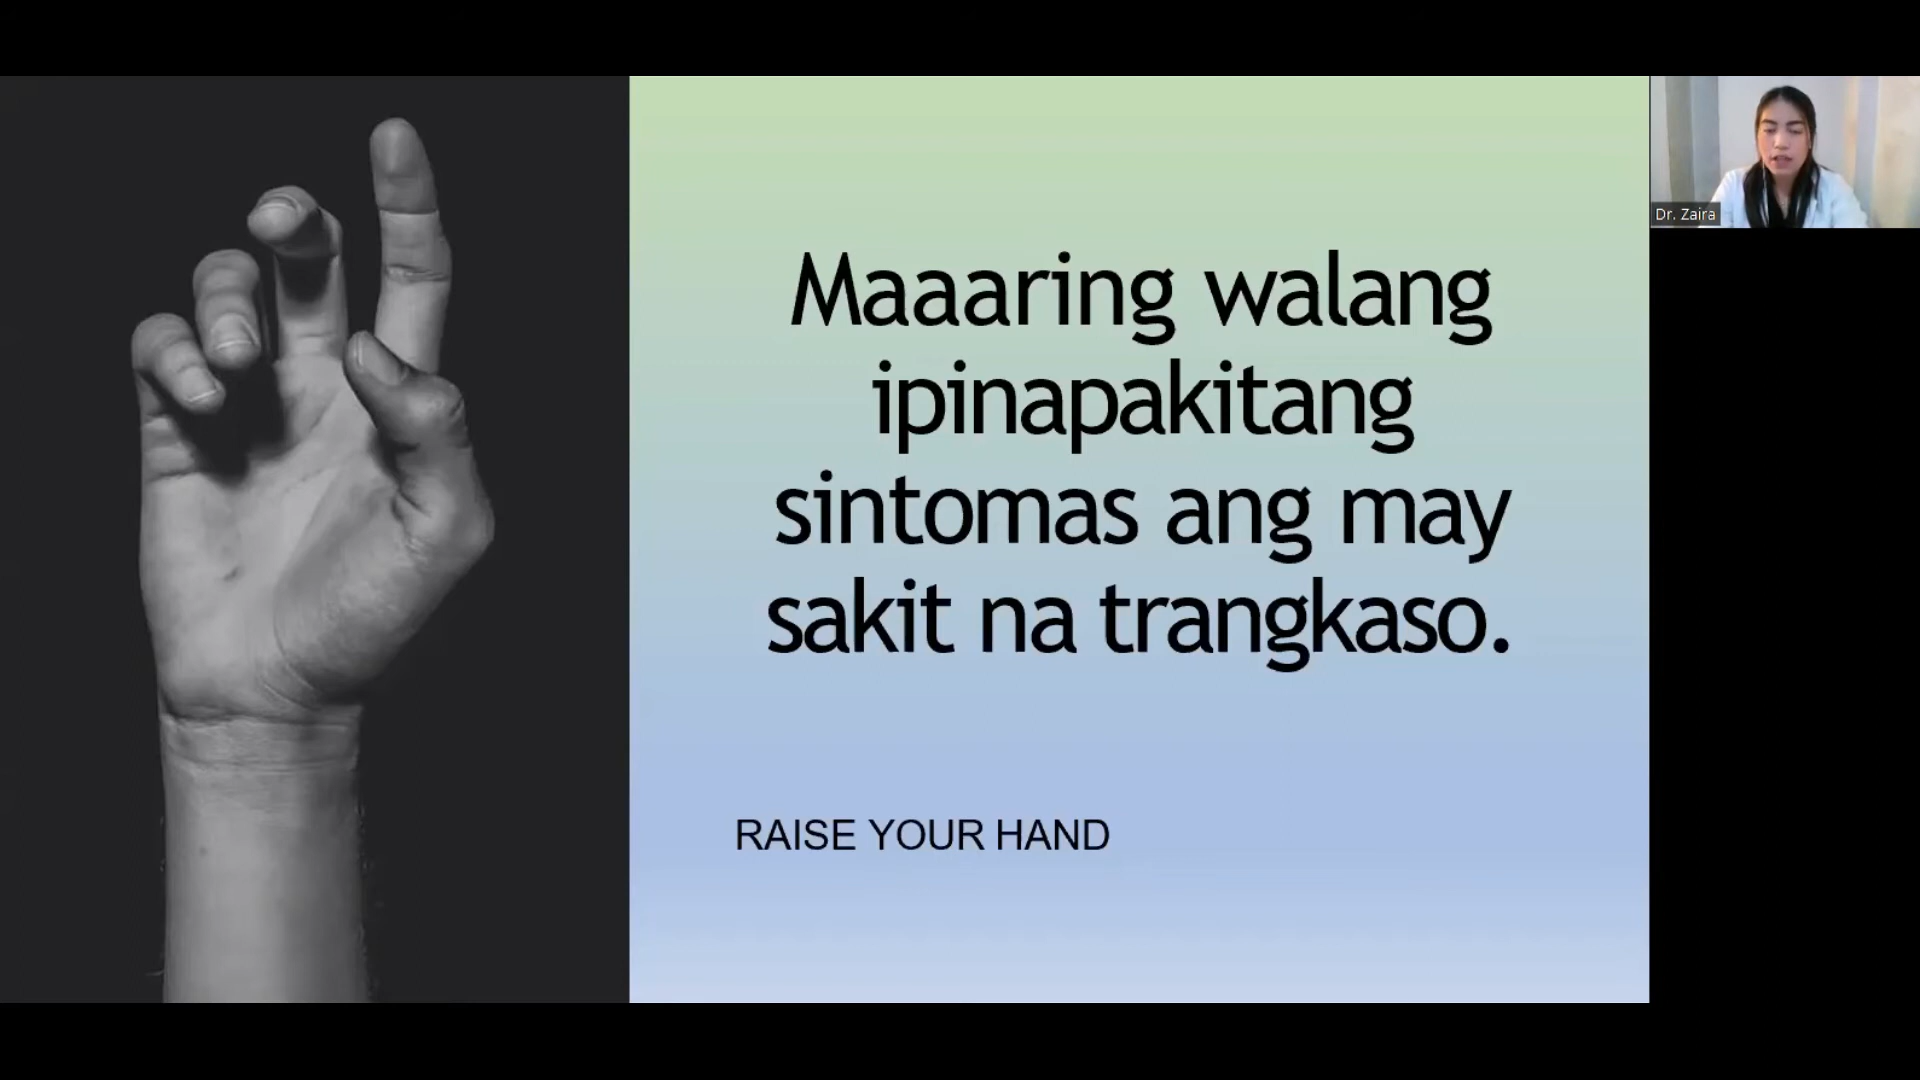 Maaaring walang
ipinapakitang
sintomas ang may
sakit na trangkaso.
RAISE YOUR HAND
Dr. Zaira